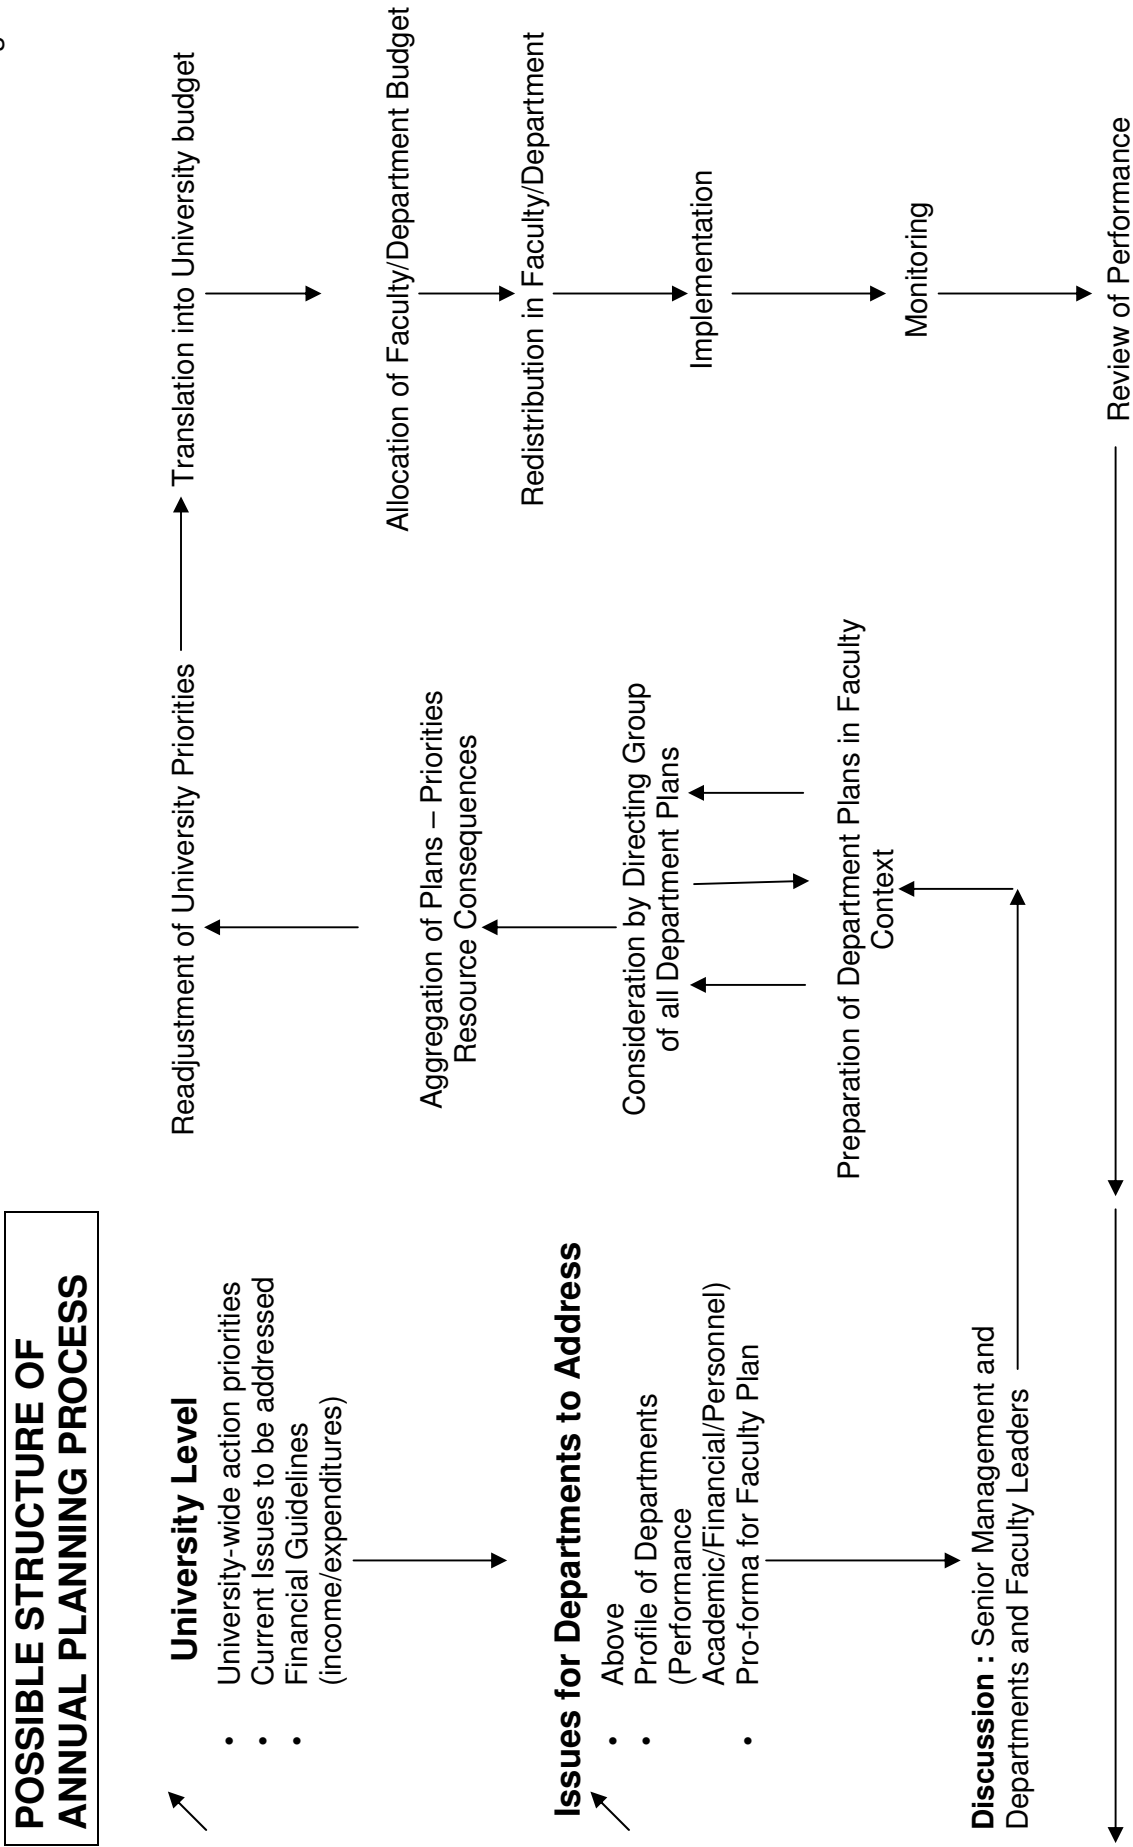 POSSIBLE STRUCTURE OF
ANNUAL PLANNING PROCESS
University Level
• University-wide action priorities
• Current Issues to be addressed
• Financial Guidelines
(income/expenditures)
Issues for Departments to Address
• Above
• Profile of Departments
(Performance
Academic/Financial/Personnel)
• Pro-forma for Faculty Plan
Discussion : Senior Management and
Departments and Faculty Leaders
Readjustment of University Priorities
Aggregation of Plans – Priorities
Resource Consequences
Consideration by Directing Group
of all Department Plans
Preparation of Department Plans in Faculty
Context
Translation into University budget
Allocation of Faculty/Department Budget
Redistribution in Faculty/Department
Implementation
Monitoring
Review of Performance